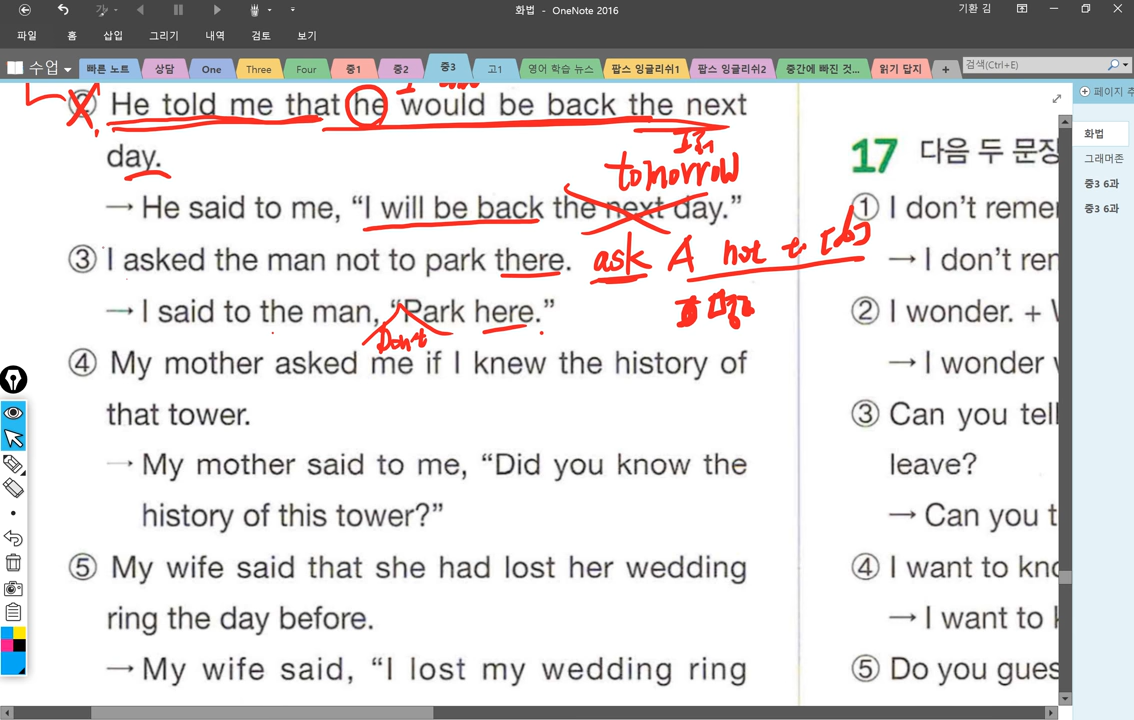 화법 - OneNote 2016
기환 김
파일 홈 삽입 그리기 내역 검토 보기
수업 빠른 노트 상담 One Three Four 중1 중2 중3 고1 영어 학습 뉴스 팝스 잉글리쉬1 팝스 잉글리쉬2 중간에 빠진 것... 읽기 답지 + 검색(Ctrl+E)
페이지 추
화법
그래머존
중3 6과
중3 6과
② He told me that he would be back the next
day.
tomorrow
→ He said to me, “I will be back the next day.”
③ I asked the man not to park there.
ask A not to
→ I said to the man, “Park here.”
Don't
④ My mother asked me if I knew the history of
that tower.
→ My mother said to me, “Did you know the
history of this tower?”
⑤ My wife said that she had lost her wedding
ring the day before.
→ My wife said, “I lost my wedding ring
17 다음 두 문장
① I don't reme
→ I don't ren
② I wonder. +
→ I wonder
③ Can you tell
leave?
→ Can you t
④ I want to kno
→ I want to
⑤ Do you gues